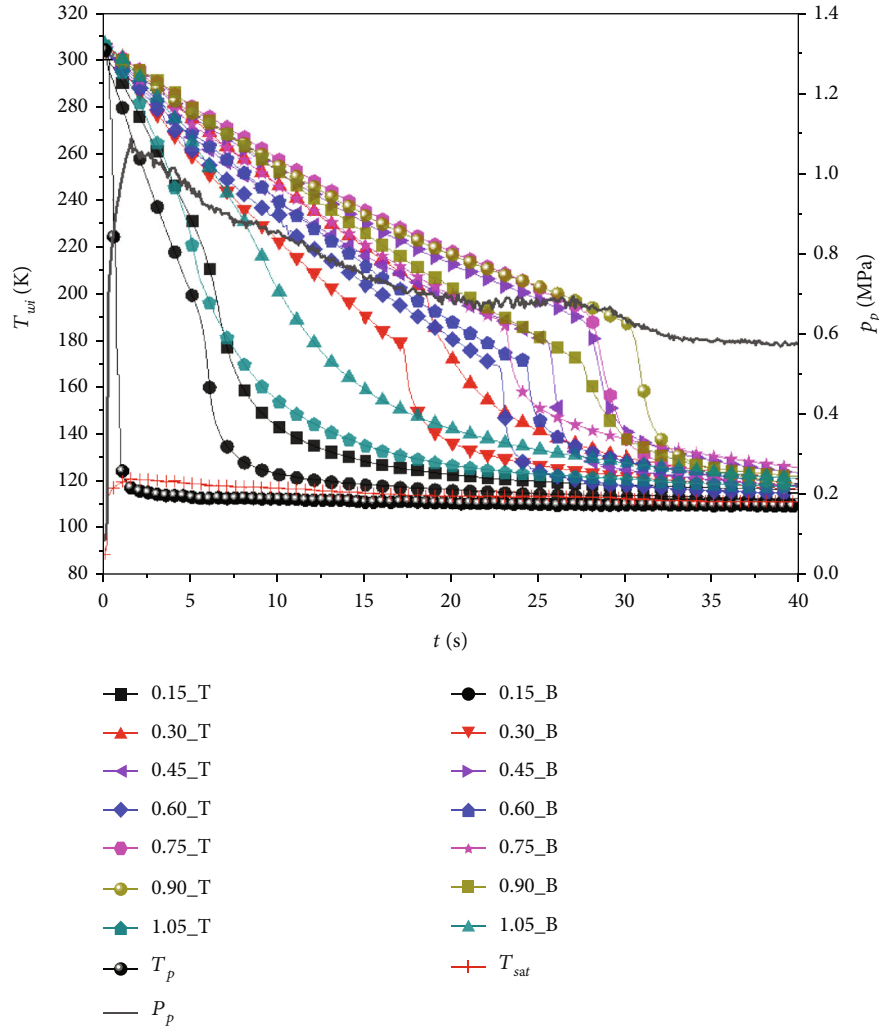 320
300
280
260
240
220
200
180
160
140
120
100
80
T_wi (K)
1.4
1.2
1.0
0.8
0.6
0.4
0.2
0.0
p_p (MPa)
0 5 10 15 20 25 30 35 40
t (s)
0.15_T 0.15_B
0.30_T 0.30_B
0.45_T 0.45_B
0.60_T 0.60_B
0.75_T 0.75_B
0.90_T 0.90_B
1.05_T 1.05_B
T_p T_sat
P_p